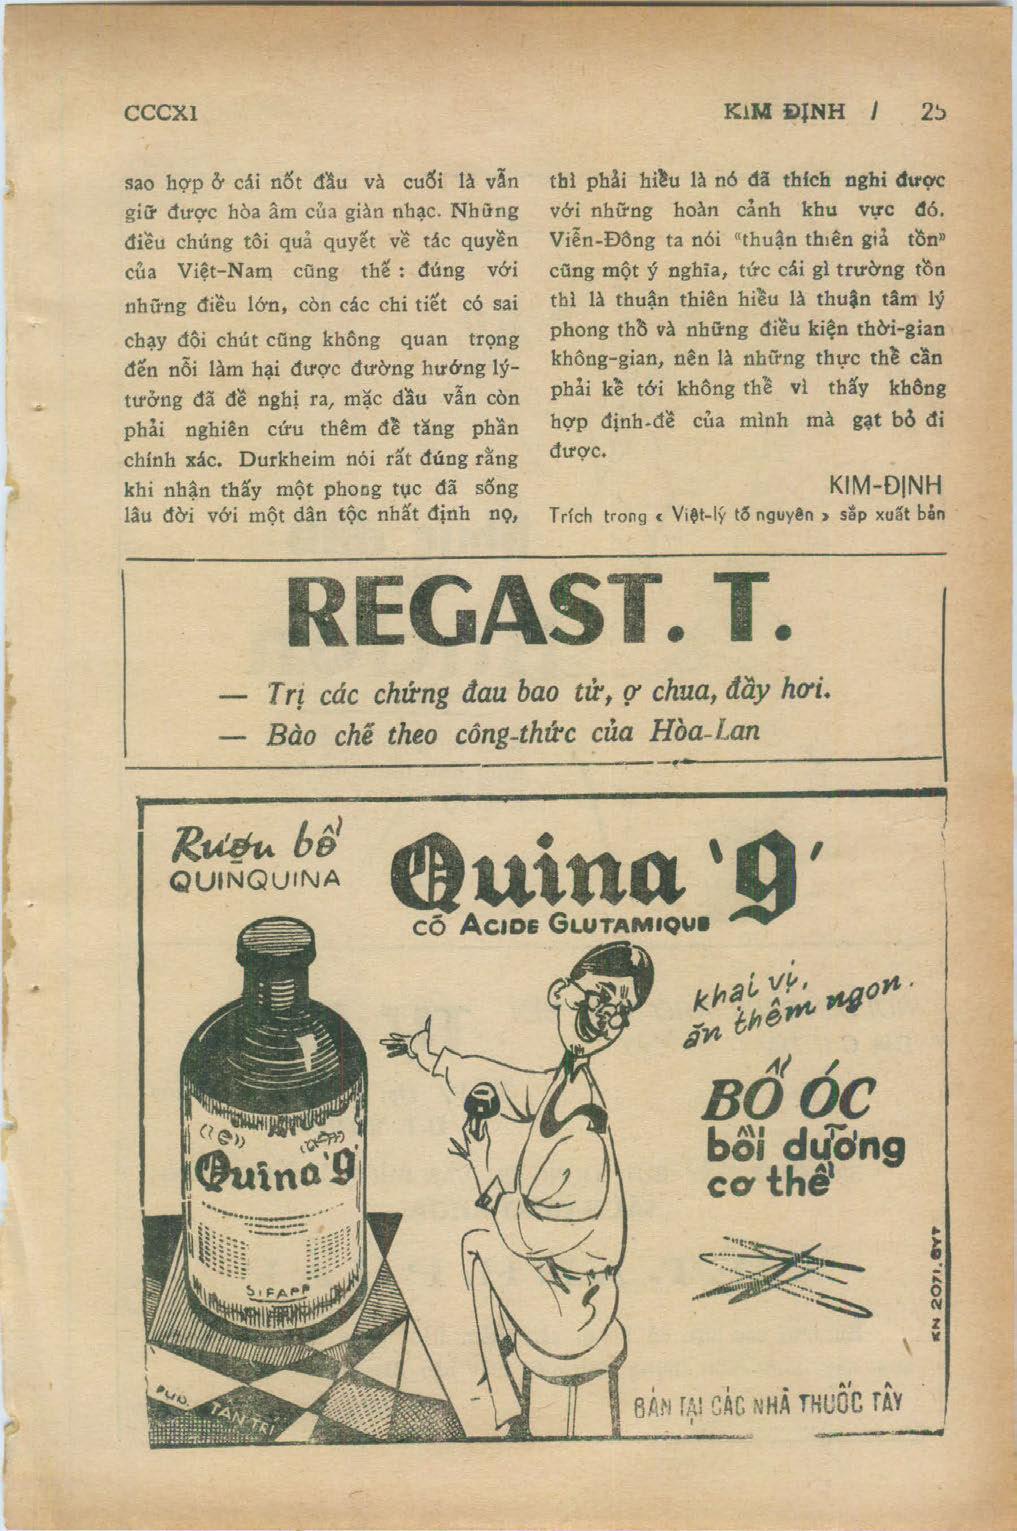 CCCXI
KIM ĐỊNH / 25
sao hợp ở cái nốt đầu và cuối là vẫn
giữ được hòa âm của giàn nhạc. Những
điều chúng tôi quả quyết về tác quyền
của Việt-Nam cũng thế : đúng với
những điều lớn, còn các chi tiết có sai
chạy đôi chút cũng không quan trọng
đến nỗi làm hại được đường hướng lý-
tưởng đã đề nghị ra, mặc dầu vẫn còn
phải nghiên cứu thêm để tăng phần
chính xác. Durkheim nói rất đúng rằng
khi nhận thấy một phong tục đã sống
lâu đời với một dân tộc nhất định nọ,
thì phải hiểu là nó đã thích nghi được
với những hoàn cảnh khu vực đó.
Viễn-Đông ta nói “thuận thiên giả tồn”
cũng một ý nghĩa, tức cái gì trường tồn
thì là thuận thiên hiểu là thuận tâm lý
phong thổ và những điều kiện thời-gian
không-gian, nên là những thực thể cần
phải kể tới không thể vì thấy không
hợp định-đề của mình mà gạt bỏ đi
được.
KIM-ĐỊNH
Trích trong « Việt-lý tố nguyên » sắp xuất bản
REGAST. T.
— Trị các chứng đau bao tử, ợ chua, đầy hơi.
— Bào chế theo công-thức của Hòa-Lan
Rượu bổ
QUINQUINA
Quina '9'
CÓ ACIDE GLUTAMIQUE
khai vị,
ăn thêm ngon.
BỔ ÓC
bồi dưỡng
cơ thể
Quina '9'
SIFAPP
KN 2071.BYT
PUB. TÂN TRÍ
BÁN TẠI CÁC NHÀ THUỐC TÂY